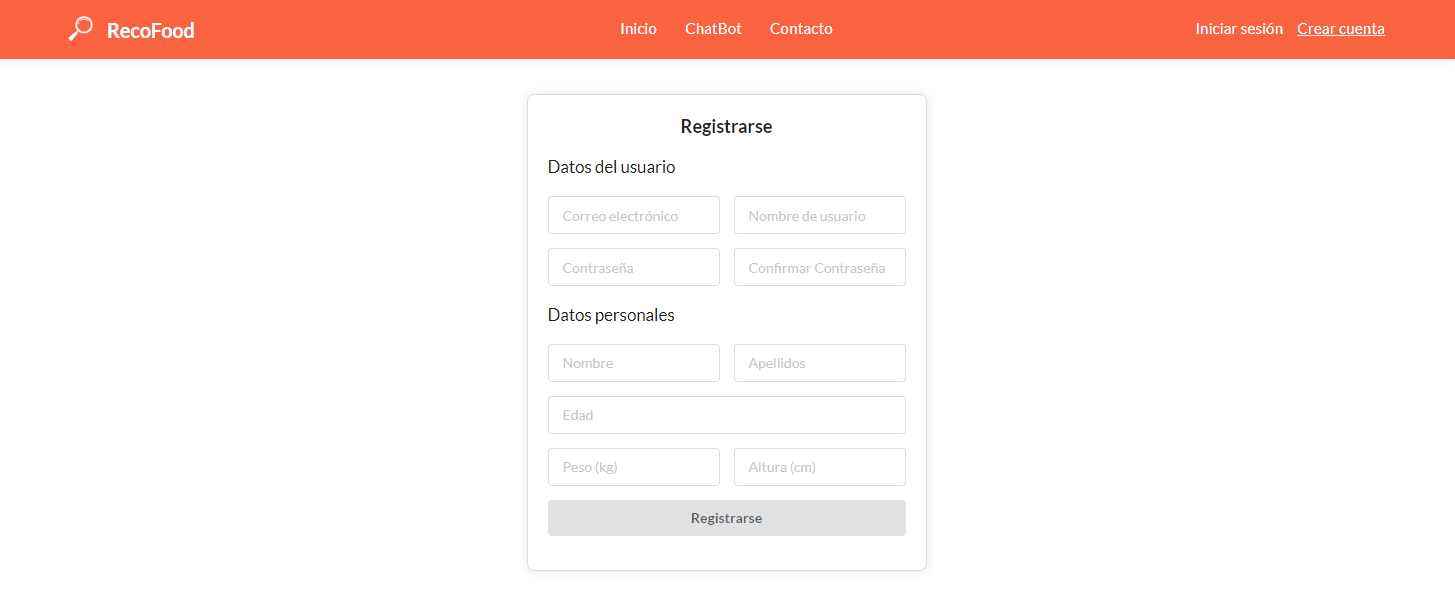 RecoFood Inicio ChatBot Contacto Iniciar sesión Crear cuenta
Registrarse
Datos del usuario
Correo electrónico Nombre de usuario
Contraseña Confirmar Contraseña
Datos personales
Nombre Apellidos
Edad
Peso (kg) Altura (cm)
Registrarse